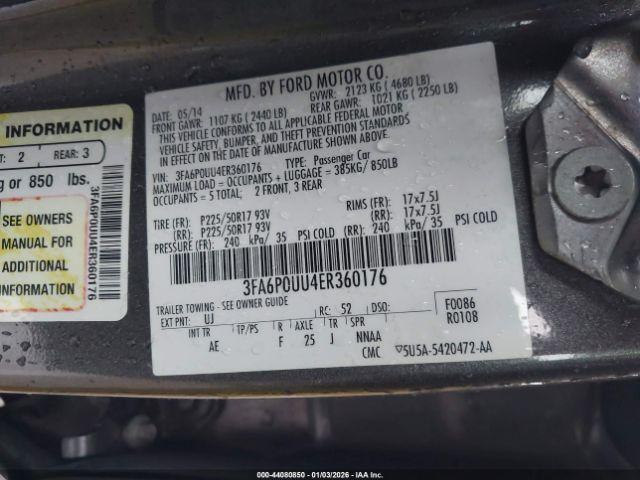 MFD. BY FORD MOTOR CO.
DATE: 05/14 GVWR: 2123 KG ( 4680 LB)
FRONT GAWR: 1107 KG ( 2440 LB) REAR GAWR: 1021 KG ( 2250 LB)
THIS VEHICLE CONFORMS TO ALL APPLICABLE FEDERAL MOTOR
VEHICLE SAFETY, BUMPER, AND THEFT PREVENTION STANDARDS
IN EFFECT ON THE DATE OF MANUFACTURE SHOWN ABOVE.
VIN: 3FA6P0UU4ER360176 TYPE: Passenger Car
MAXIMUM LOAD = OCCUPANTS + LUGGAGE = 385KG/ 850LB
OCCUPANTS = 5 TOTAL; 2 FRONT, 3 REAR
TIRE (FR): P225/50R17 93V RIMS (FR): 17x7.5J
(RR): P225/50R17 93V (RR): 17x7.5J
PRESSURE (FR): 240 kPa/ 35 PSI COLD (RR): 240 kPa/ 35 PSI COLD
3FA6P0UU4ER360176
TRAILER TOWING - SEE OWNER GUIDE
EXT PNT: UJ RC: 52 DSO: F0086
R0108
INT TR TP/PS R AXLE TR SPR
AE F 25 J NNAA
CMC ▽5U5A-5420472-AA
INFORMATION
T: 2 REAR: 3
g or 850 lbs.
SEE OWNERS
MANUAL FOR
ADDITIONAL
INFORMATION
3FA6P0UU4ER360176
000-44080850 | 01/03/2026 - IAAI, INC.